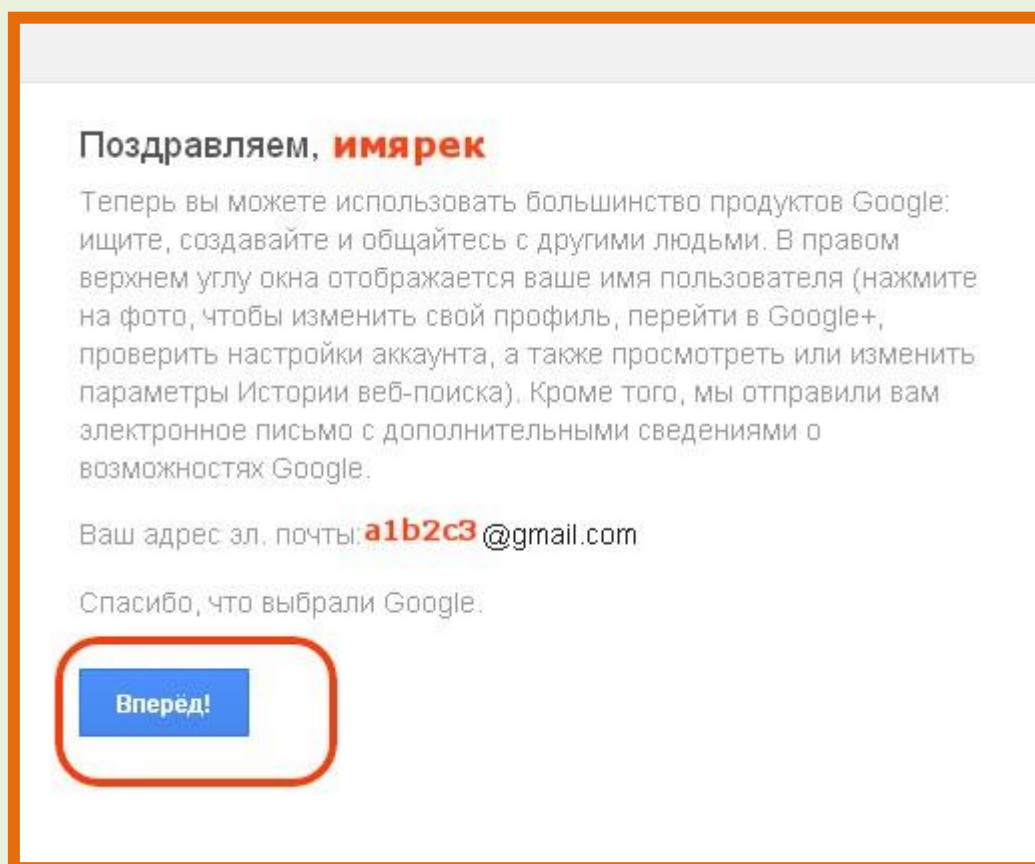 Поздравляем, имярек
Теперь вы можете использовать большинство продуктов Google:
ищите, создавайте и общайтесь с другими людьми. В правом
верхнем углу окна отображается ваше имя пользователя (нажмите
на фото, чтобы изменить свой профиль, перейти в Google+,
проверить настройки аккаунта, а также просмотреть или изменить
параметры Истории веб-поиска). Кроме того, мы отправили вам
электронное письмо с дополнительными сведениями о
возможностях Google.
Ваш адрес эл. почты: a1b2c3 @gmail.com
Спасибо, что выбрали Google.
Вперёд!